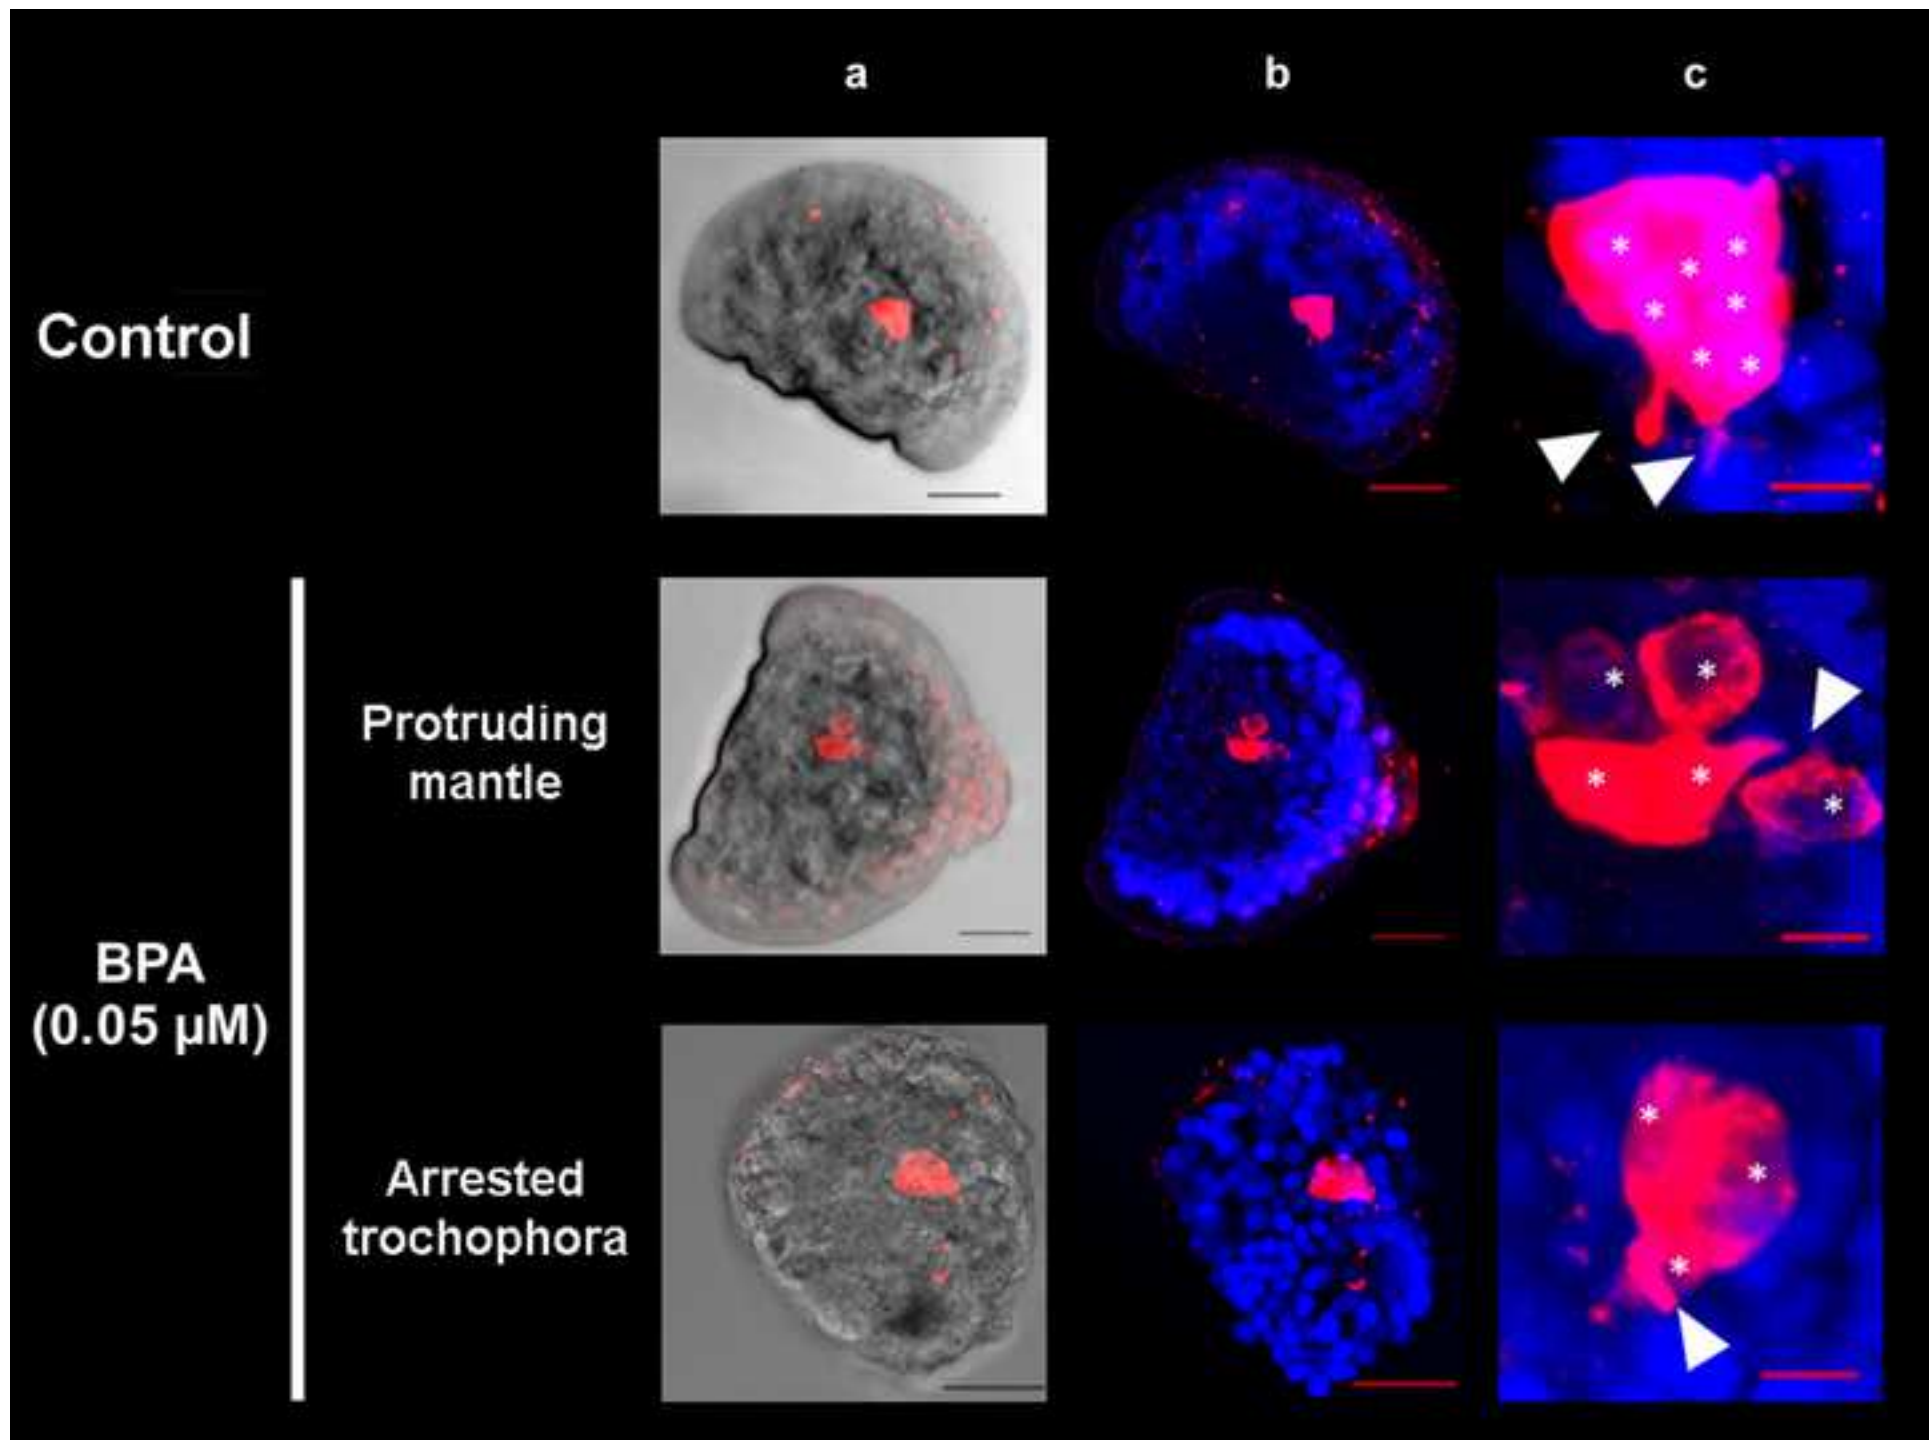 a b c
Control
Protruding
mantle
BPA
(0.05 µM)
Arrested
trochophora